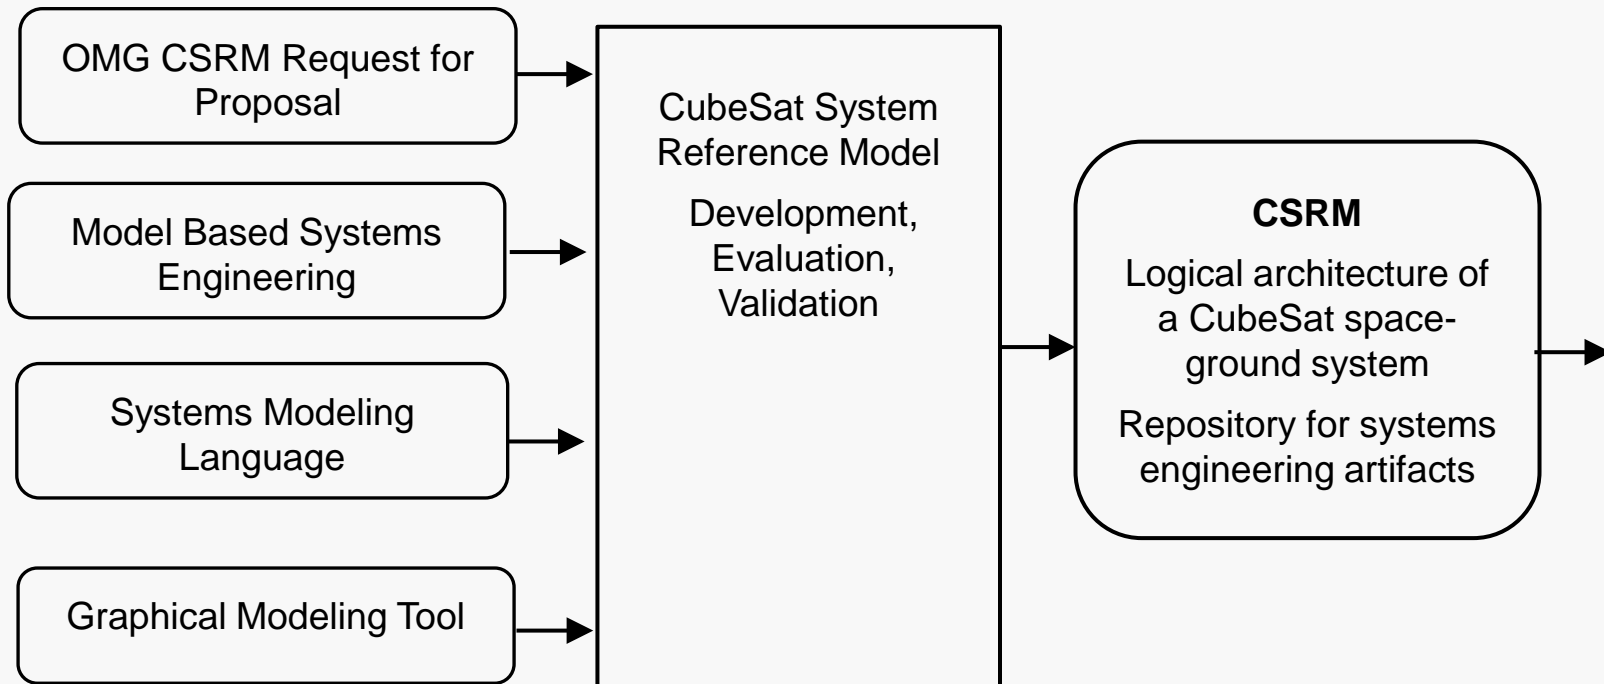 OMG CSRM Request for
Proposal
Model Based Systems
Engineering
Systems Modeling
Language
Graphical Modeling Tool
CubeSat System
Reference Model
Development,
Evaluation,
Validation
CSRM
Logical architecture of
a CubeSat space-
ground system
Repository for systems
engineering artifacts